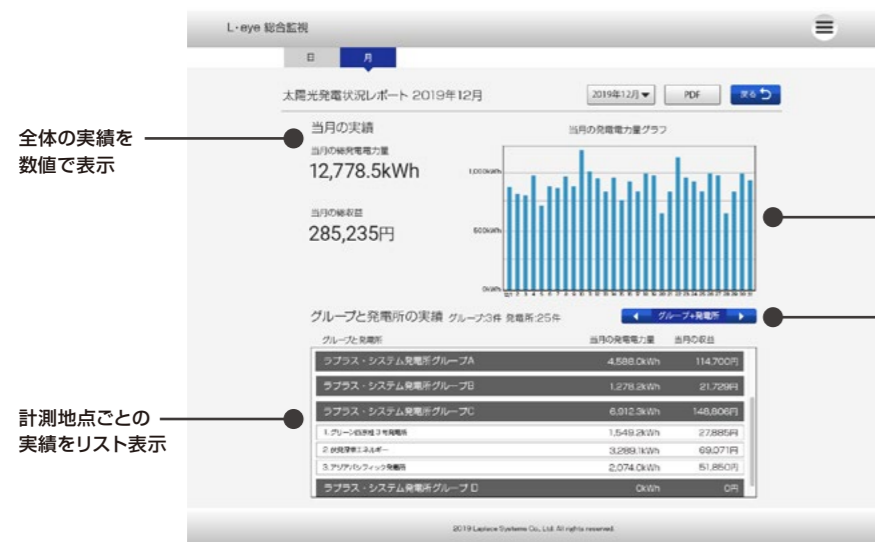 L・eye 総合監視
日 月
太陽光発電状況レポート 2019年12月
2019年12月▼ PDF 戻る
全体の実績を
数値で表示
当月の実績
当月の総発電電力量
12,778.5kWh
当月の総収益
285,235円
当月の発電電力量グラフ
1,000kWh
500kWh
0kWh
グループと発電所の実績 グループ:3件 発電所:25件
グループ+発電所
グループと発電所 当月の発電電力量 当月の収益
ラプラス・システム発電所グループA 4,588.0kWh 114,700円
ラプラス・システム発電所グループB 1,278.2kWh 21,729円
ラプラス・システム発電所グループC 6,912.3kWh 148,806円
計測地点ごとの
実績をリスト表示
1,549.2kWh 27,885円
3,289.1kWh 69,071円
3.アジアパシフィック発電所 2,074.0kWh 51,850円
ラプラス・システム発電所グループD 0kWh 0円
2019 Laplace Systems Co., Ltd. All rights reserved.